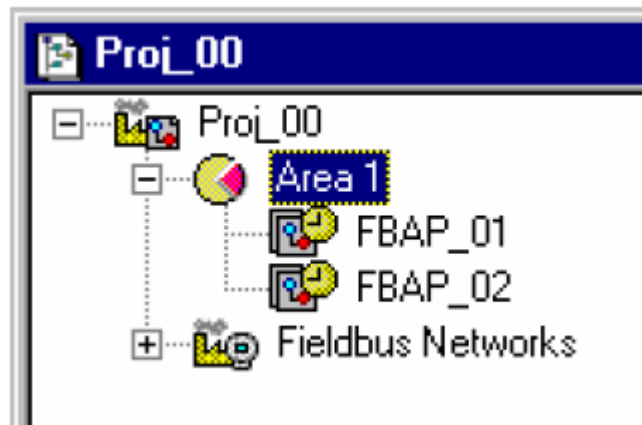 Proj_00
Proj_00
Area 1
FBAP_01
FBAP_02
Fieldbus Networks